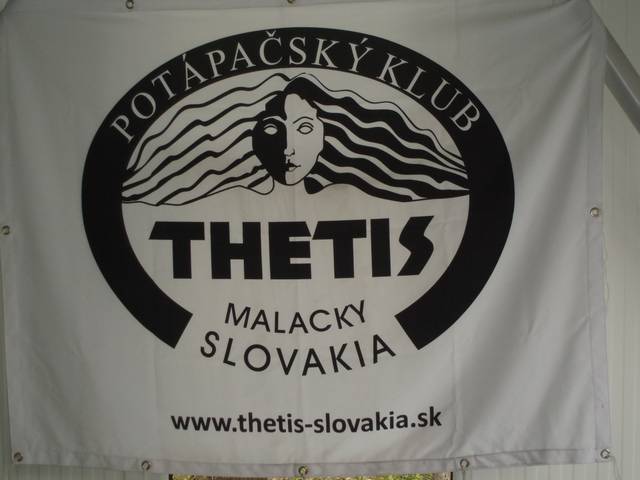 POTÁPAČSKÝ KLUB
THETIS
MALACKY
SLOVAKIA
www.thetis-slovakia.sk